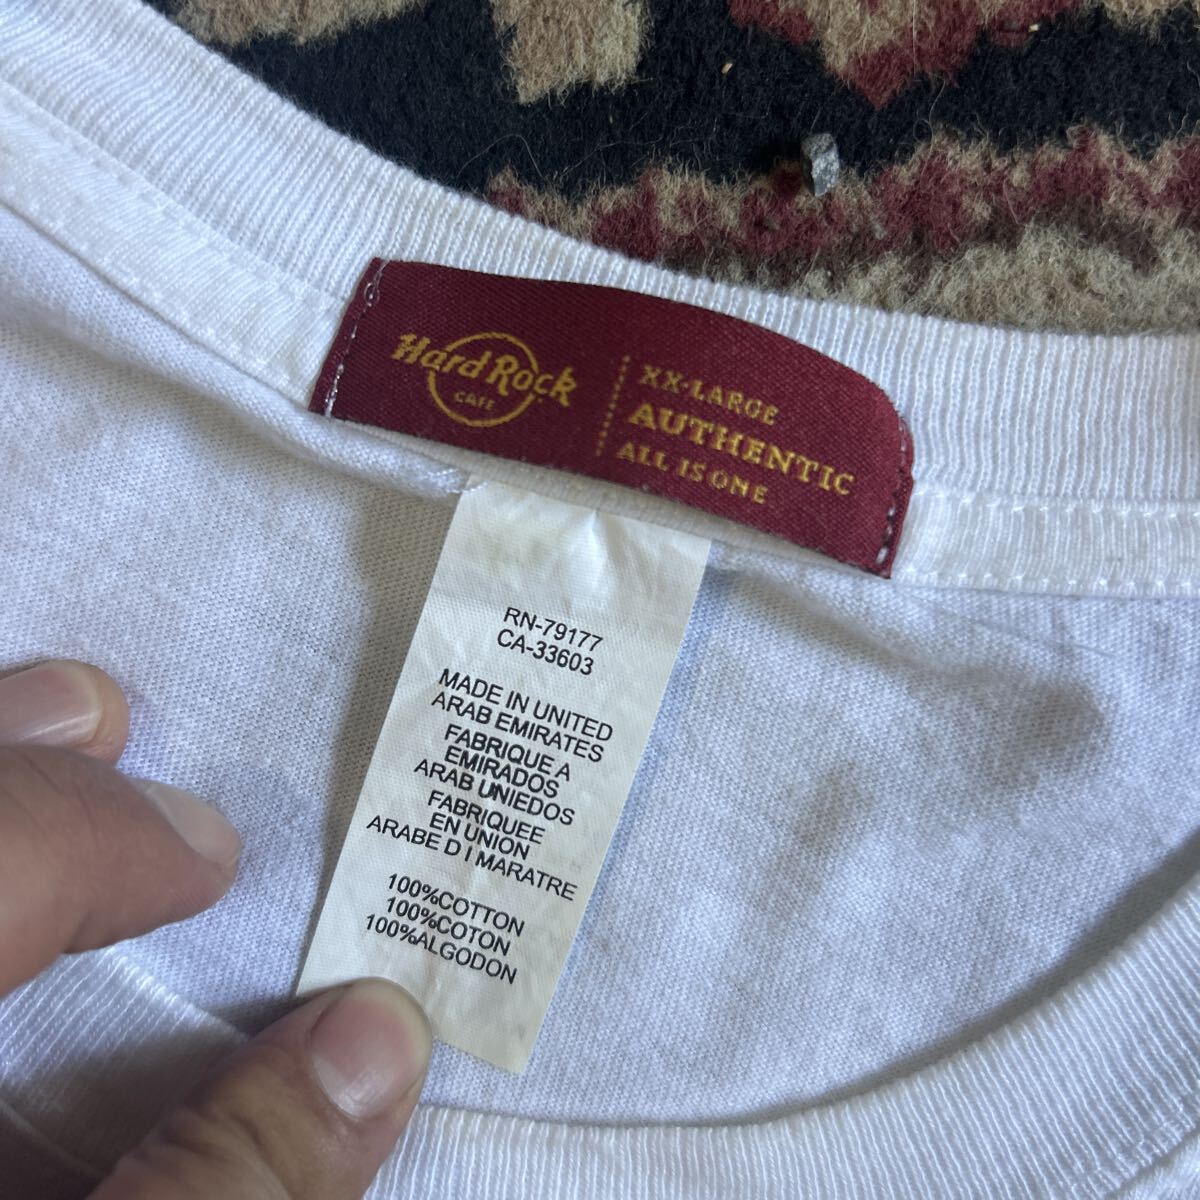 Hard Rock
CAFE
XX-LARGE
AUTHENTIC
ALL IS ONE
RN-79177
CA-33603
MADE IN UNITED
ARAB EMIRATES
FABRIQUE A
EMIRADOS
ARAB UNIEDOS
FABRIQUEE
EN UNION
ARABE D I MARATRE
100%COTTON
100%COTON
100%ALGODON